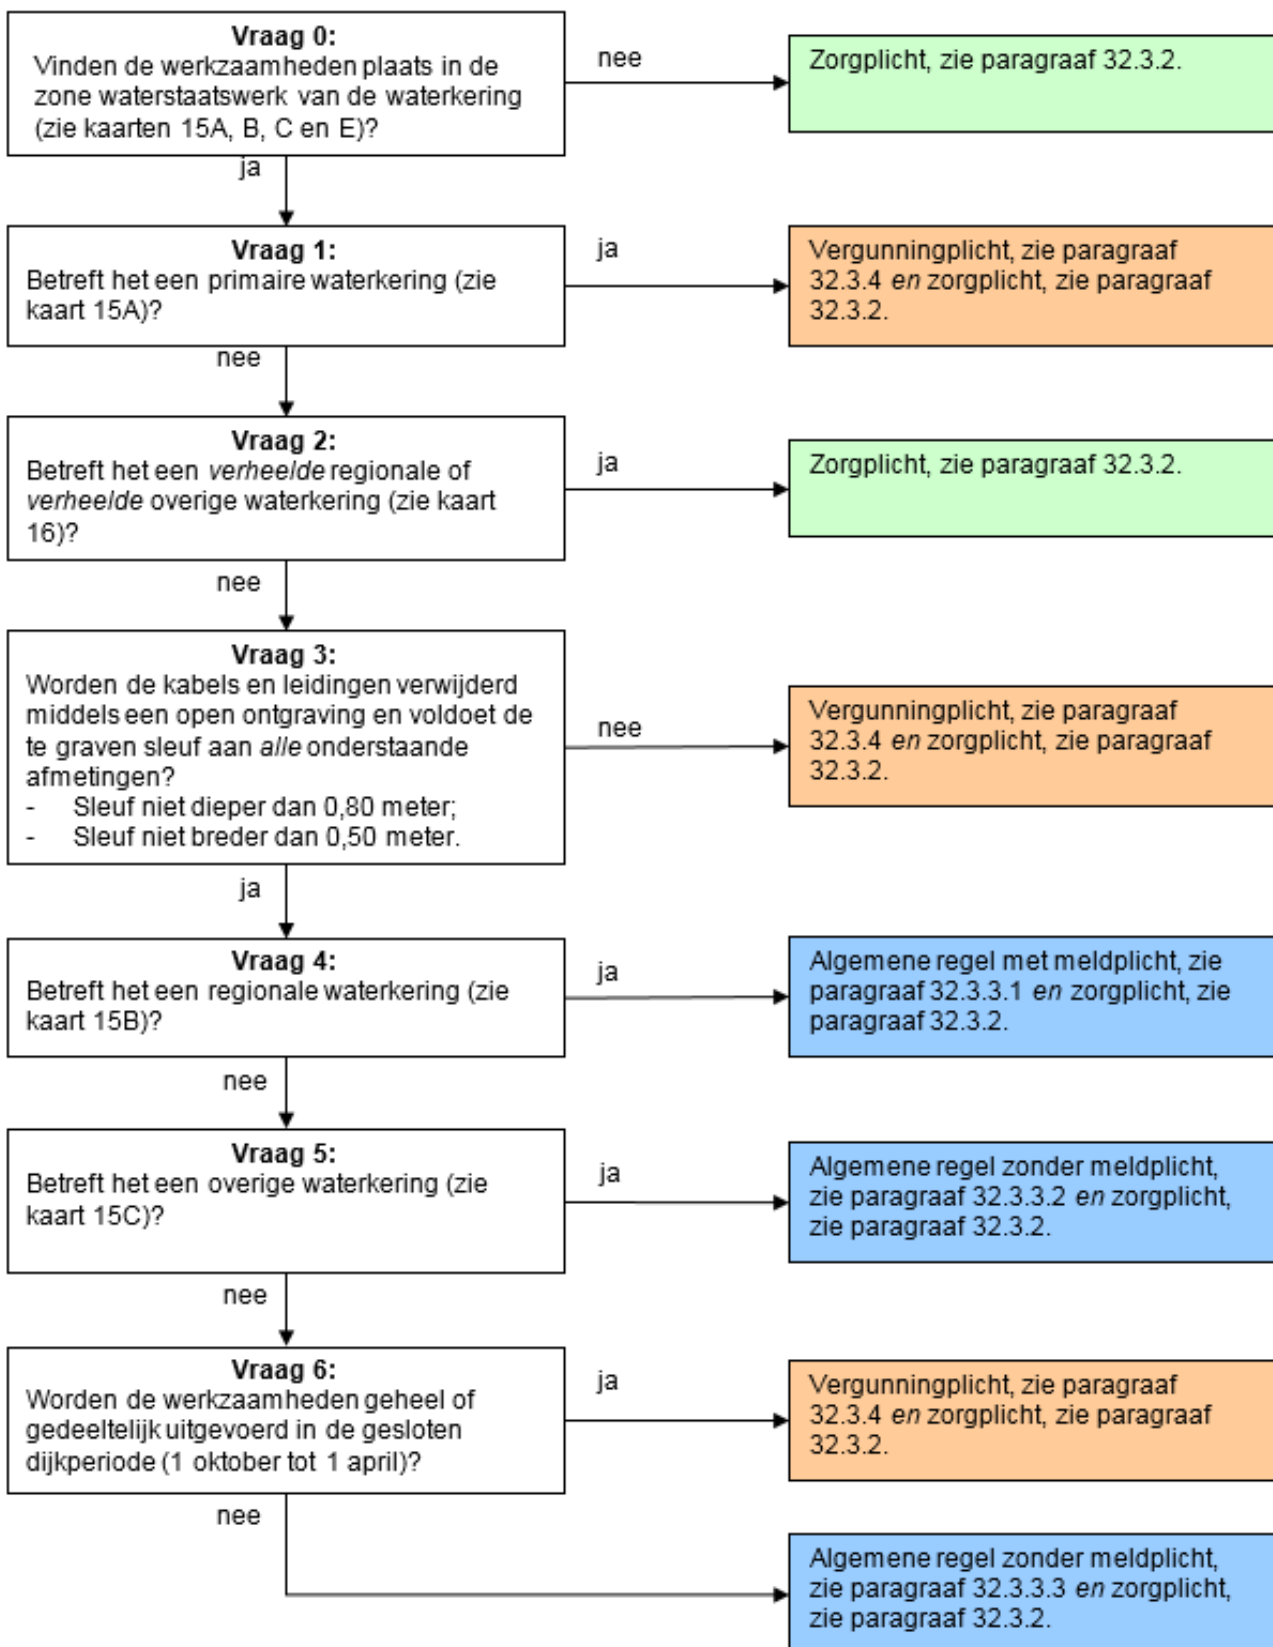 Vraag 0:
Vinden de werkzaamheden plaats in de
zone waterstaatswerk van de waterkering
(zie kaarten 15A, B, C en E)?
nee
Zorgplicht, zie paragraaf 32.3.2.
ja
Vraag 1:
Betreft het een primaire waterkering (zie
kaart 15A)?
ja
Vergunningplicht, zie paragraaf
32.3.4 en zorgplicht, zie paragraaf
32.3.2.
nee
Vraag 2:
Betreft het een verheelde regionale of
verheelde overige waterkering (zie kaart
16)?
ja
Zorgplicht, zie paragraaf 32.3.2.
nee
Vraag 3:
Worden de kabels en leidingen verwijderd
middels een open ontgraving en voldoet de
te graven sleuf aan alle onderstaande
afmetingen?
- Sleuf niet dieper dan 0,80 meter;
- Sleuf niet breder dan 0,50 meter.
nee
Vergunningplicht, zie paragraaf
32.3.4 en zorgplicht, zie paragraaf
32.3.2.
ja
Vraag 4:
Betreft het een regionale waterkering (zie
kaart 15B)?
ja
Algemene regel met meldplicht, zie
paragraaf 32.3.3.1 en zorgplicht, zie
paragraaf 32.3.2.
nee
Vraag 5:
Betreft het een overige waterkering (zie
kaart 15C)?
ja
Algemene regel zonder meldplicht,
zie paragraaf 32.3.3.2 en zorgplicht,
zie paragraaf 32.3.2.
nee
Vraag 6:
Worden de werkzaamheden geheel of
gedeeltelijk uitgevoerd in de gesloten
dijkperiode (1 oktober tot 1 april)?
ja
Vergunningplicht, zie paragraaf
32.3.4 en zorgplicht, zie paragraaf
32.3.2.
nee
Algemene regel zonder meldplicht,
zie paragraaf 32.3.3.3 en zorgplicht,
zie paragraaf 32.3.2.